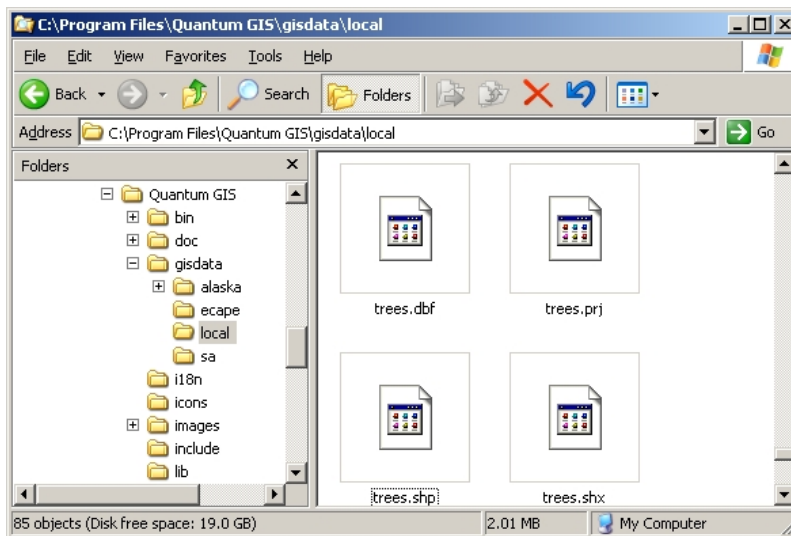 C:\Program Files\Quantum GIS\gisdata\local
File Edit View Favorites Tools Help
Back Search Folders
Address C:\Program Files\Quantum GIS\gisdata\local Go
Folders
Quantum GIS
bin
doc
gisdata
alaska
ecape
local
sa
i18n
icons
images
include
lib
trees.dbf trees.prj
trees.shp trees.shx
85 objects (Disk free space: 19.0 GB) 2.01 MB My Computer